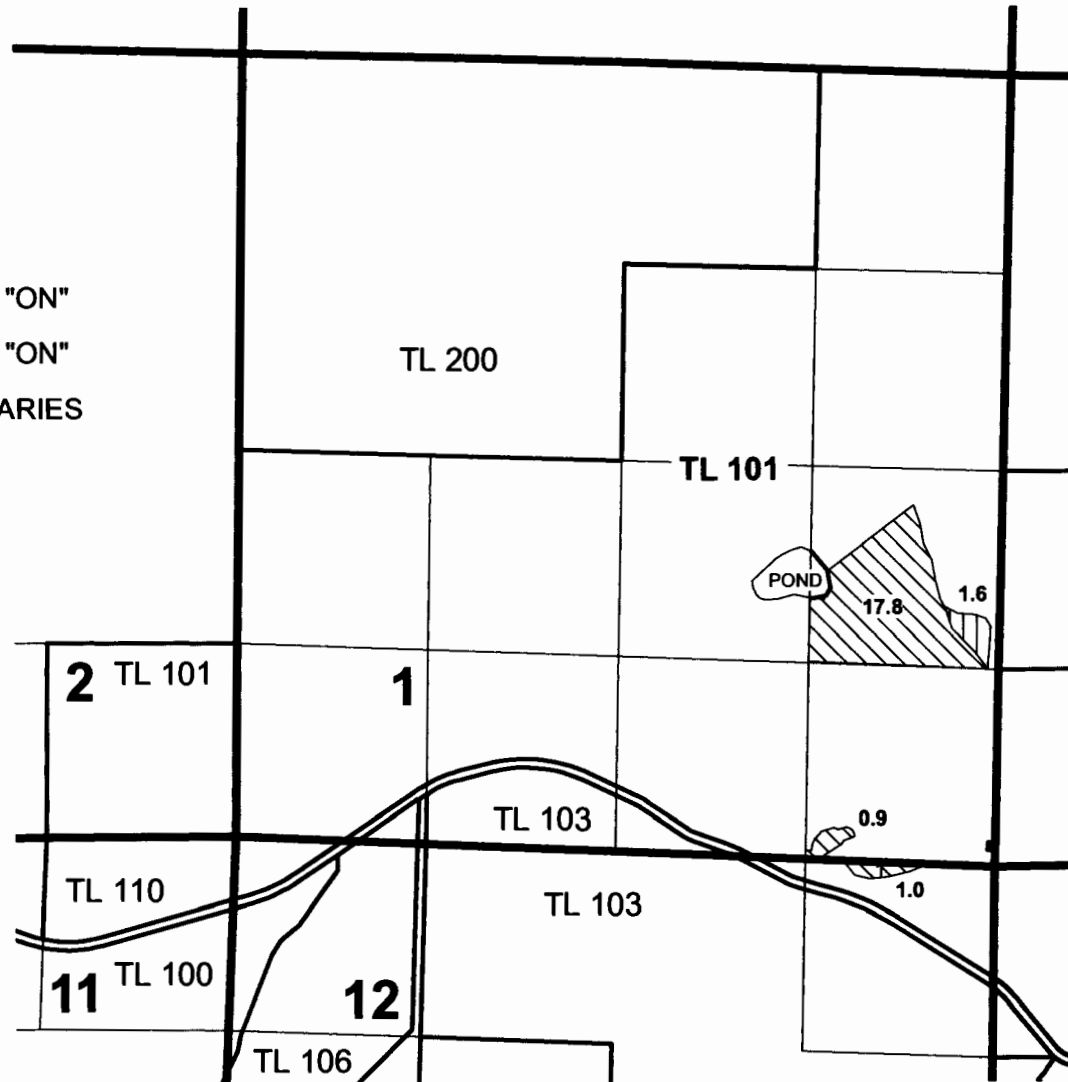 "ON"
"ON"
ARIES
TL 200
TL 101
POND
17.8
1.6
2 TL 101
1
TL 103
0.9
1.0
TL 110
TL 103
11 TL 100
12
TL 106